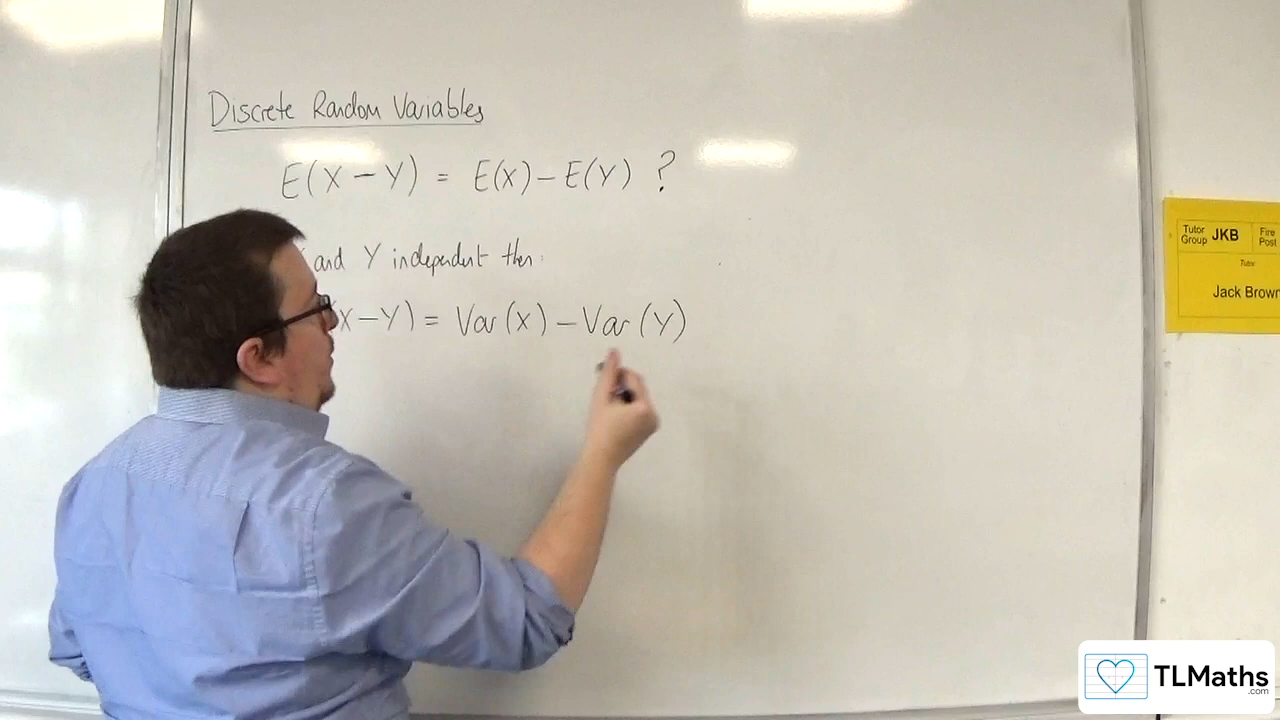 Discrete Random Variables
E(X-Y) = E(X)-E(Y) ?
and Y independent then:
X-Y) = Var(X) -Var(Y)
Tutor Group JKB
Fire Post
Tutor
Jack Brown
TLMaths
.com